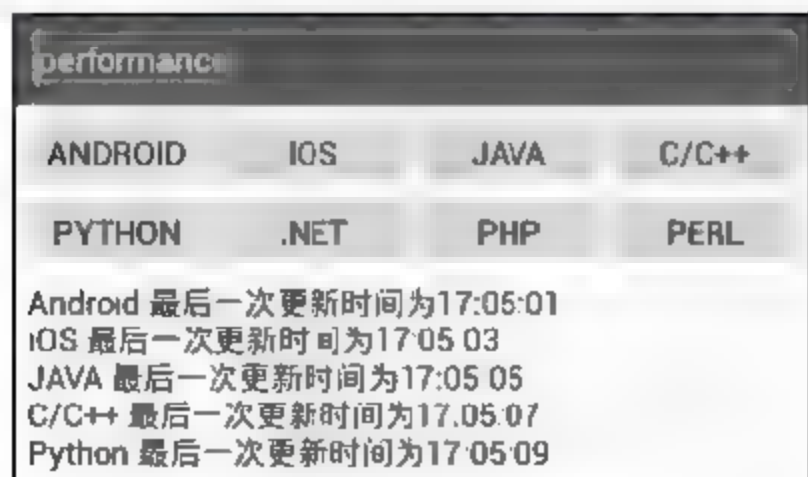 performance
ANDROID IOS JAVA C/C++
PYTHON .NET PHP PERL
Android 最后一次更新时间为17:05:01
iOS 最后一次更新时间为17:05:03
JAVA 最后一次更新时间为17:05:05
C/C++ 最后一次更新时间为17:05:07
Python 最后一次更新时间为17:05:09